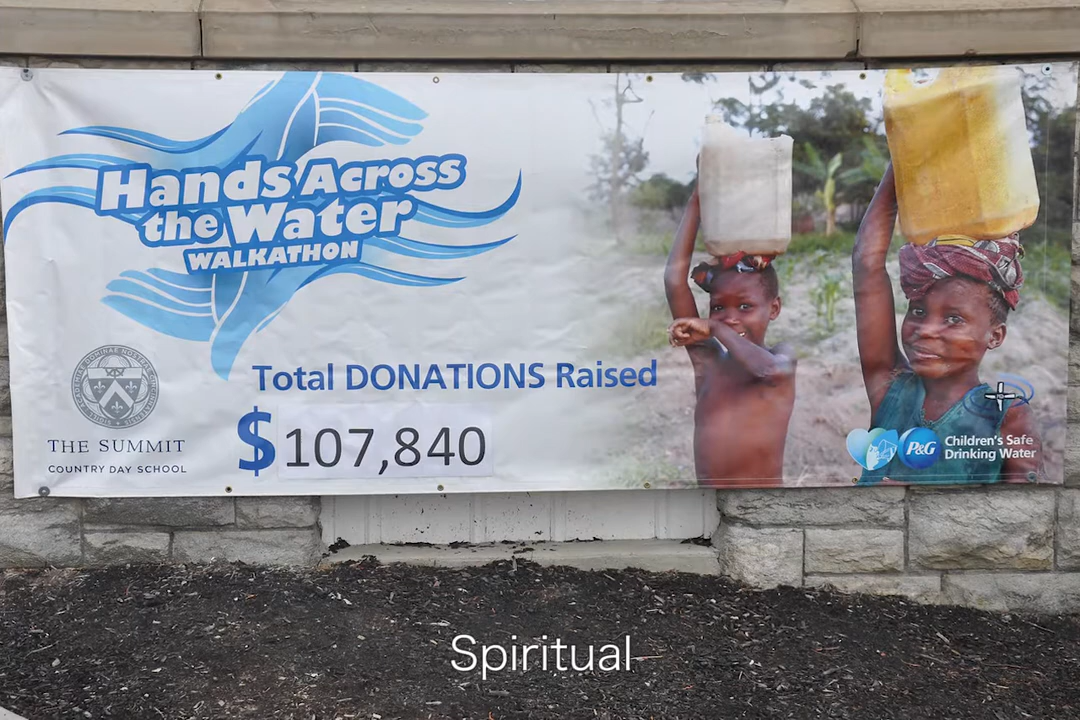 Hands Across
the Water
WALKATHON
THE SUMMIT
COUNTRY DAY SCHOOL
Total DONATIONS Raised
$107,840
P&G
Children's Safe
Drinking Water
Spiritual